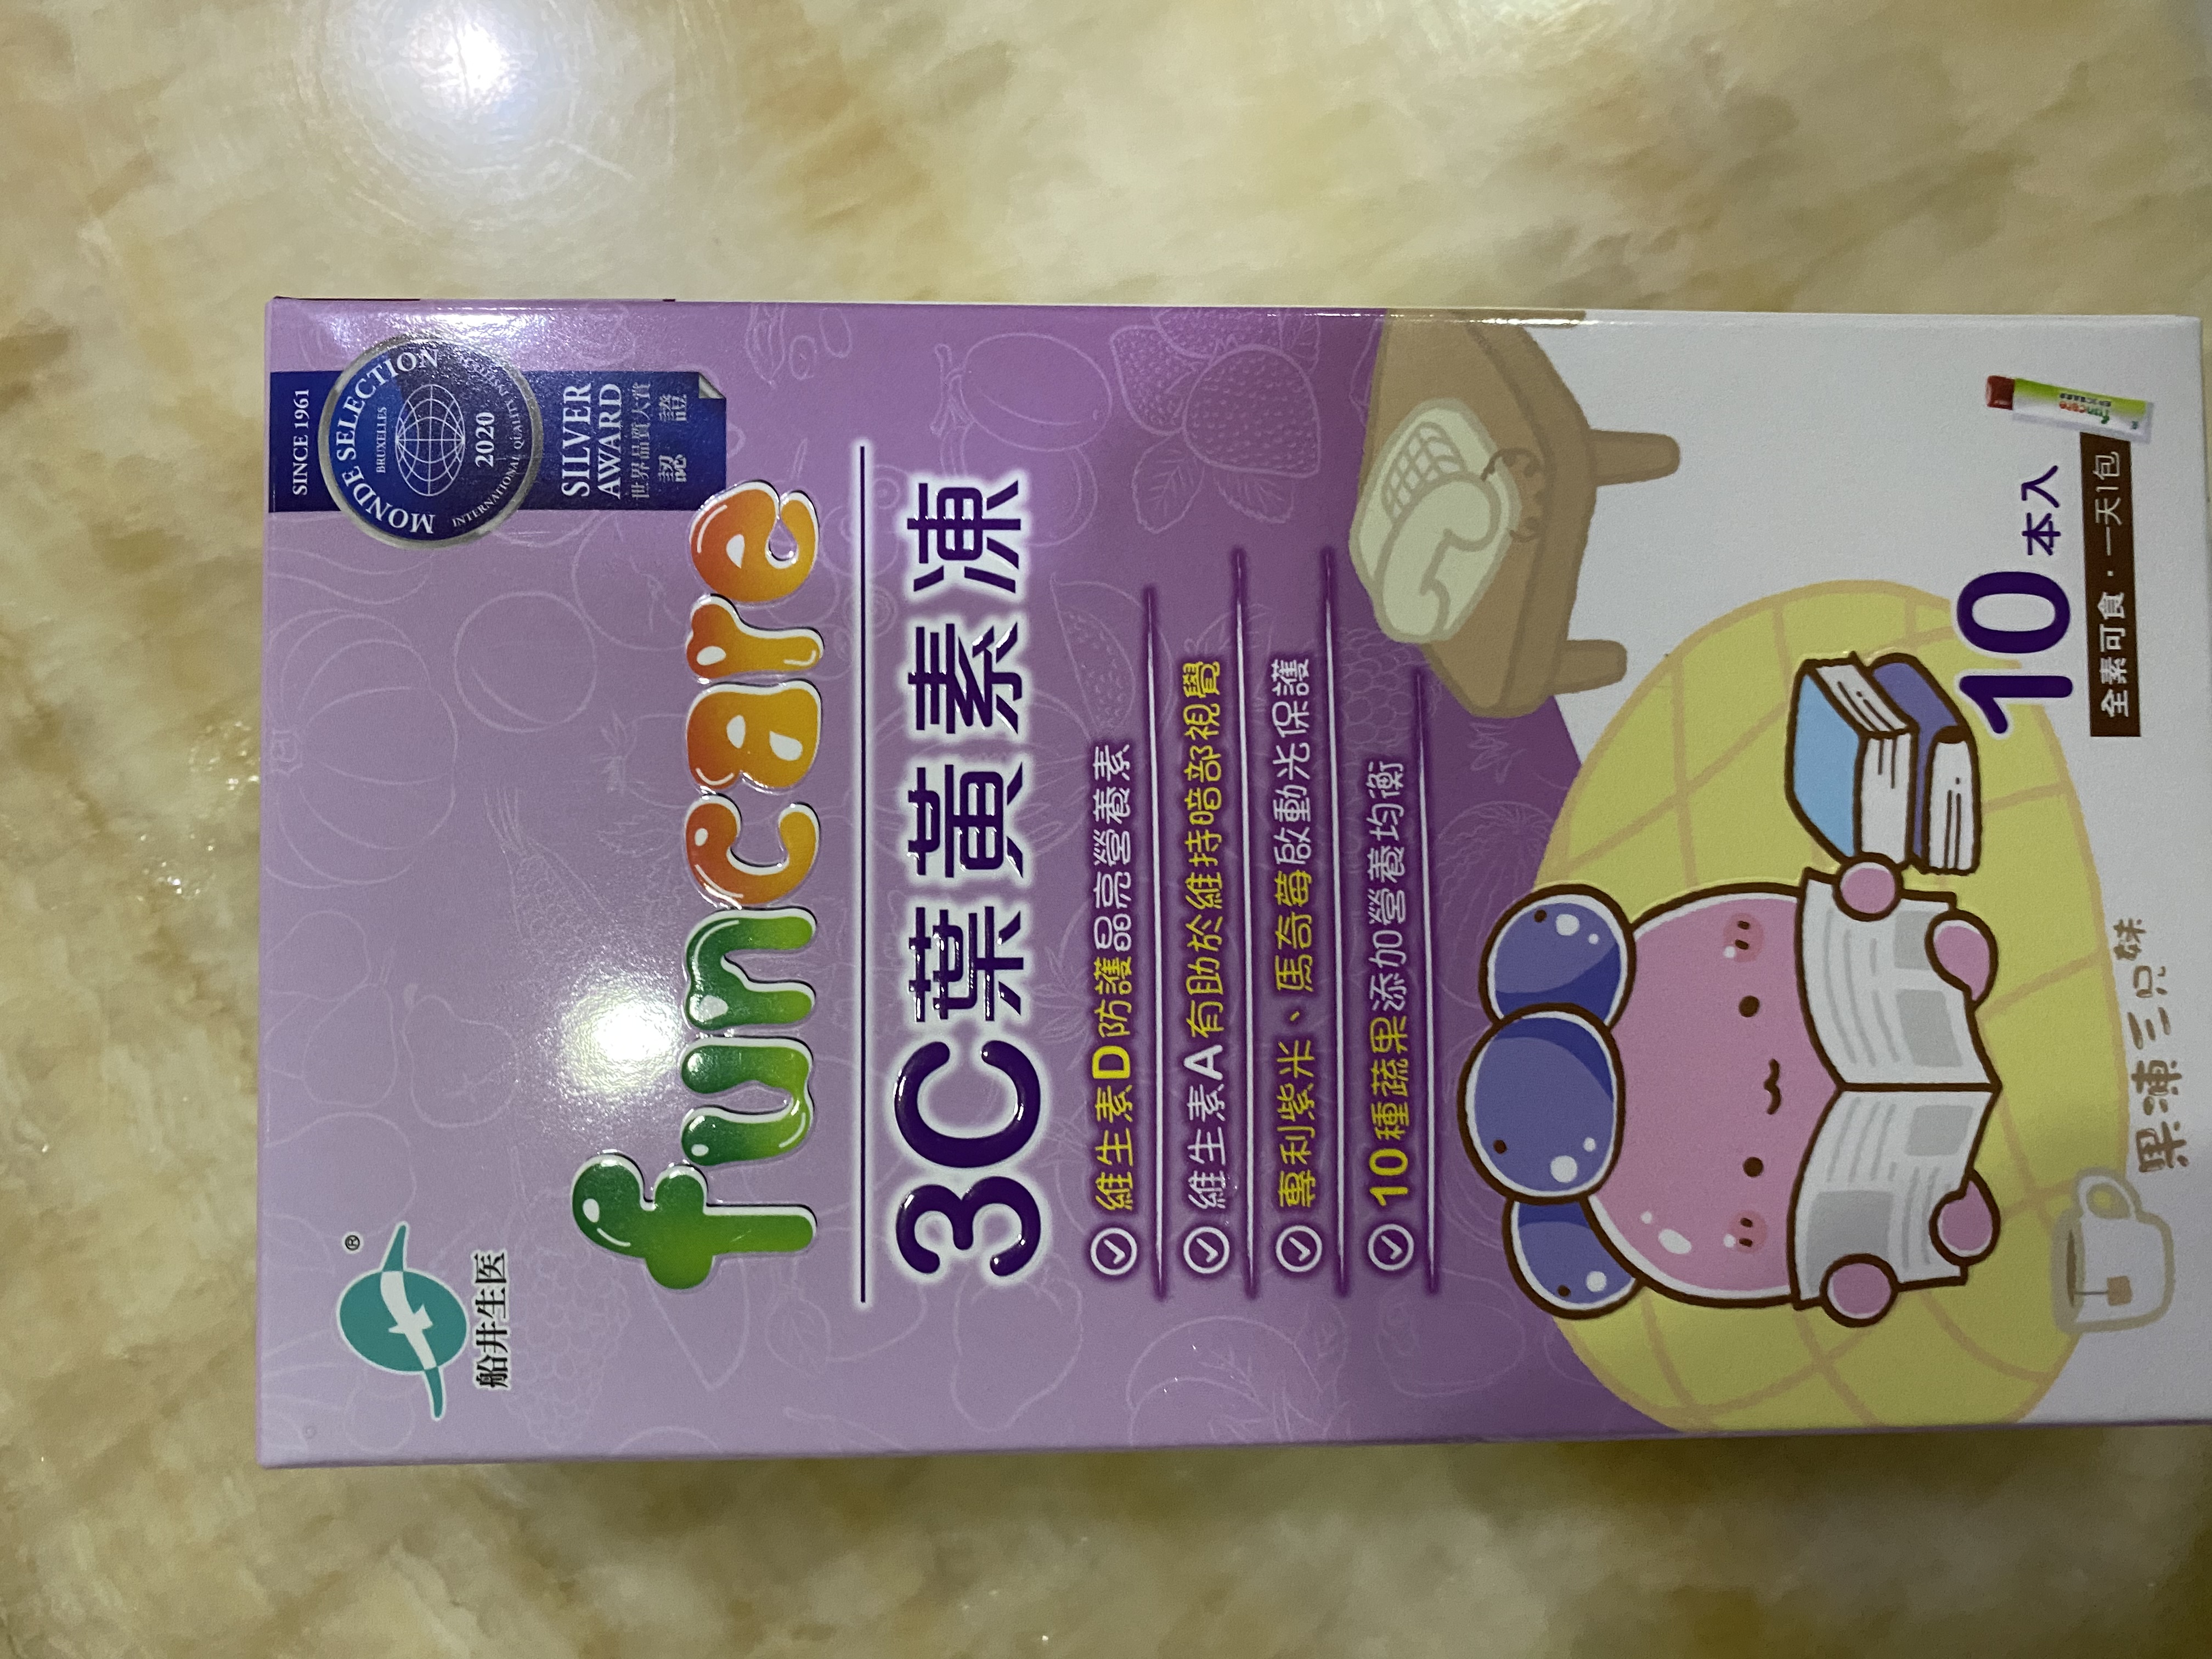 ®
船井生医
SINCE 1961
MONDE SELECTION
BRUXELLES
2020
INTERNATIONAL QUALITY
SILVER
AWARD
世界品質大賞
認證
funcare
3C葉黃素凍
維生素D防護晶亮營養素
維生素A有助於維持暗部視覺
專利紫米、馬奇莓啟動光保護
10種蔬果添加營養均衡
10本入
全素可食・一天1包
果凍三兄妹
funcare